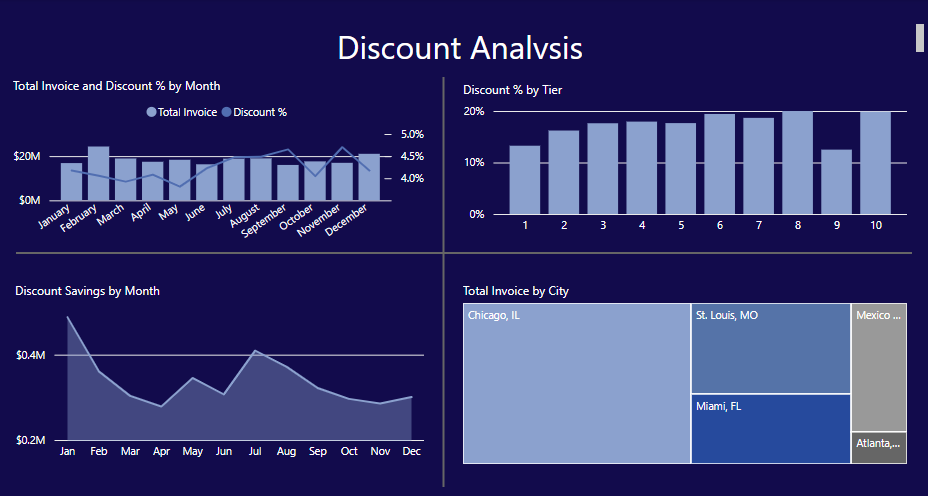 Discount Analysis
Total Invoice and Discount % by Month
Total Invoice Discount %
$20M
$0M
5.0%
4.5%
4.0%
January
February
March
April
May
June
July
August
September
October
November
December
Discount % by Tier
20%
10%
0%
1 2 3 4 5 6 7 8 9 10
Discount Savings by Month
$0.4M
$0.2M
Jan Feb Mar Apr May Jun Jul Aug Sep Oct Nov Dec
Total Invoice by City
Chicago, IL
St. Louis, MO
Miami, FL
Mexico ...
Atlanta,...